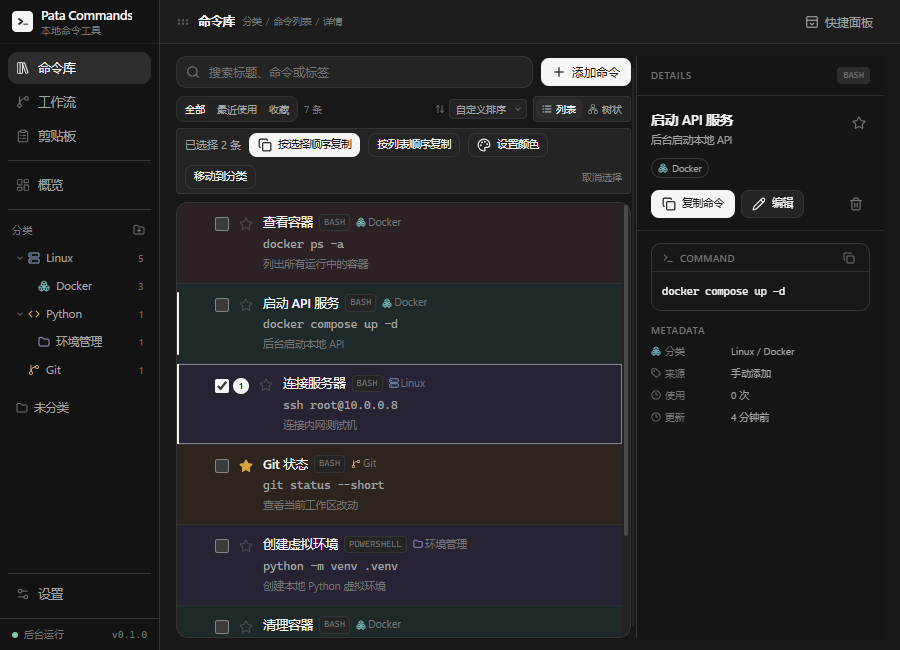 Pata Commands
本地命令工具
命令库
工作流
剪贴板
概览
分类
Linux 5
Docker 3
Python 1
环境管理 1
Git 1
未分类
设置
后台运行 v0.1.0
命令库 分类 / 命令列表 / 详情
快捷面板
搜索标题、命令或标签
添加命令
全部 最近使用 收藏 7 条
自定义排序 列表 树状
已选择 2 条 按选择顺序复制 按列表顺序复制 设置颜色
移动到分类 取消选择
查看容器 BASH Docker
docker ps -a
列出所有运行中的容器
启动 API 服务 BASH Docker
docker compose up -d
后台启动本地 API
1 连接服务器 BASH Linux
ssh root@10.0.0.8
连接内网测试机
Git 状态 BASH Git
git status --short
查看当前工作区改动
创建虚拟环境 POWERSHELL 环境管理
python -m venv .venv
创建本地 Python 虚拟环境
清理容器 BASH Docker
DETAILS BASH
启动 API 服务
后台启动本地 API
Docker
复制命令 编辑
COMMAND
docker compose up -d
METADATA
分类 Linux / Docker
来源 手动添加
使用 0 次
更新 4 分钟前